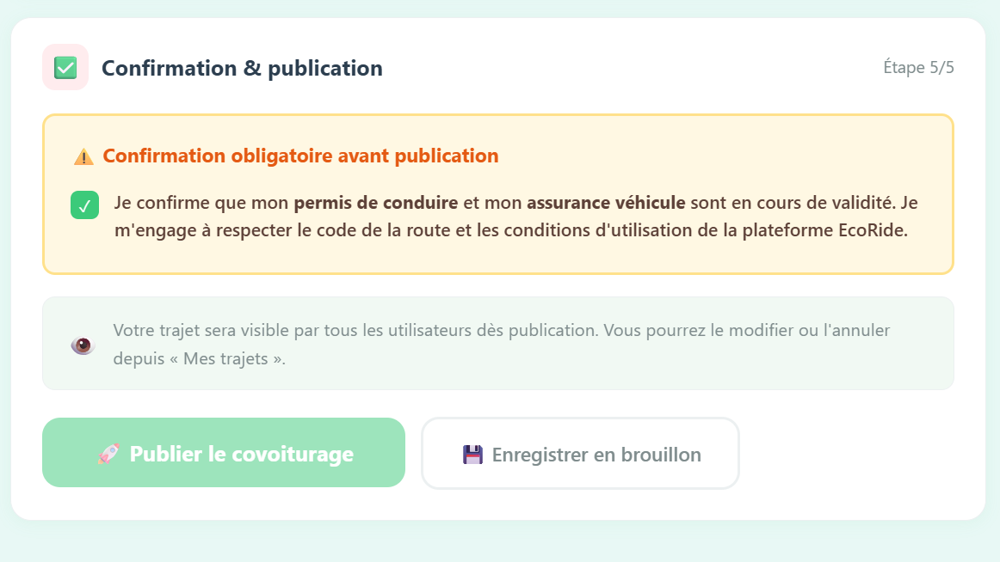 Confirmation & publication
Étape 5/5
Confirmation obligatoire avant publication
Je confirme que mon permis de conduire et mon assurance véhicule sont en cours de validité. Je
m'engage à respecter le code de la route et les conditions d'utilisation de la plateforme EcoRide.
Votre trajet sera visible par tous les utilisateurs dès publication. Vous pourrez le modifier ou l'annuler
depuis « Mes trajets ».
Publier le covoiturage
Enregistrer en brouillon